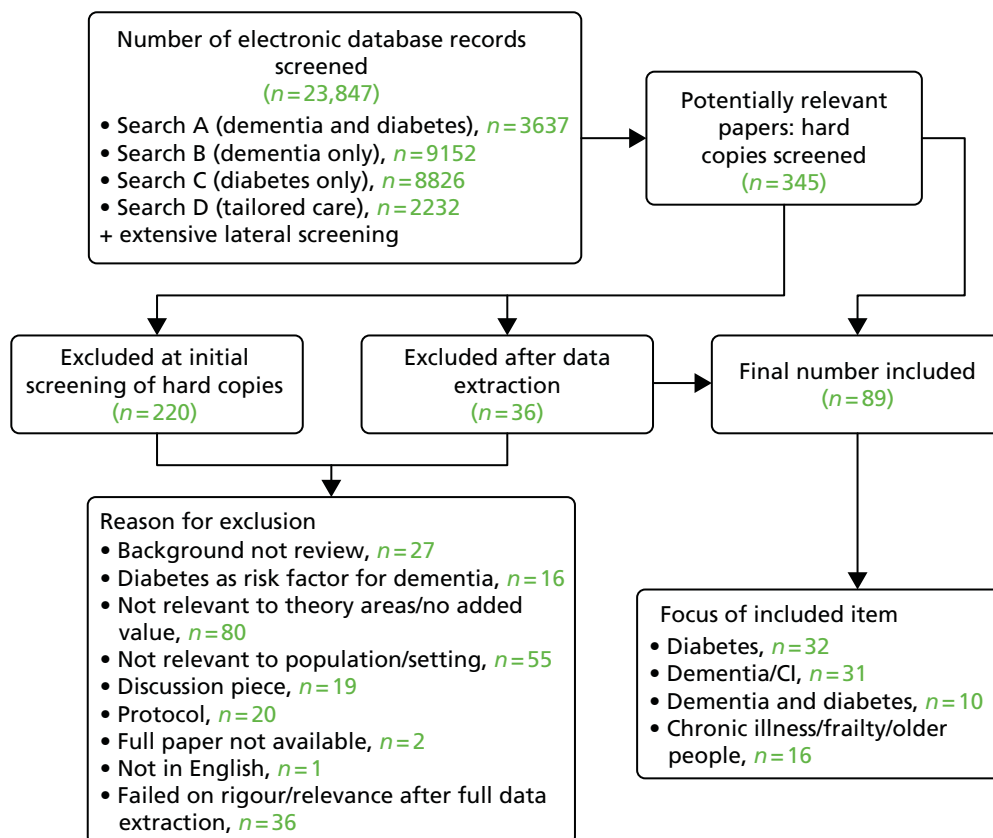 Number of electronic database records
screened
(n=23,847)
• Search A (dementia and diabetes), n=3637
• Search B (dementia only), n=9152
• Search C (diabetes only), n=8826
• Search D (tailored care), n=2232
+ extensive lateral screening
Potentially relevant
papers: hard
copies screened
(n=345)
Excluded at initial
screening of hard copies
(n=220)
Excluded after data
extraction
(n=36)
Final number included
(n=89)
Reason for exclusion
• Background not review, n=27
• Diabetes as risk factor for dementia, n=16
• Not relevant to theory areas/no added
value, n=80
• Not relevant to population/setting, n=55
• Discussion piece, n=19
• Protocol, n=20
• Full paper not available, n=2
• Not in English, n=1
• Failed on rigour/relevance after full data
extraction, n=36
Focus of included item
• Diabetes, n=32
• Dementia/CI, n=31
• Dementia and diabetes, n=10
• Chronic illness/frailty/older
people, n=16